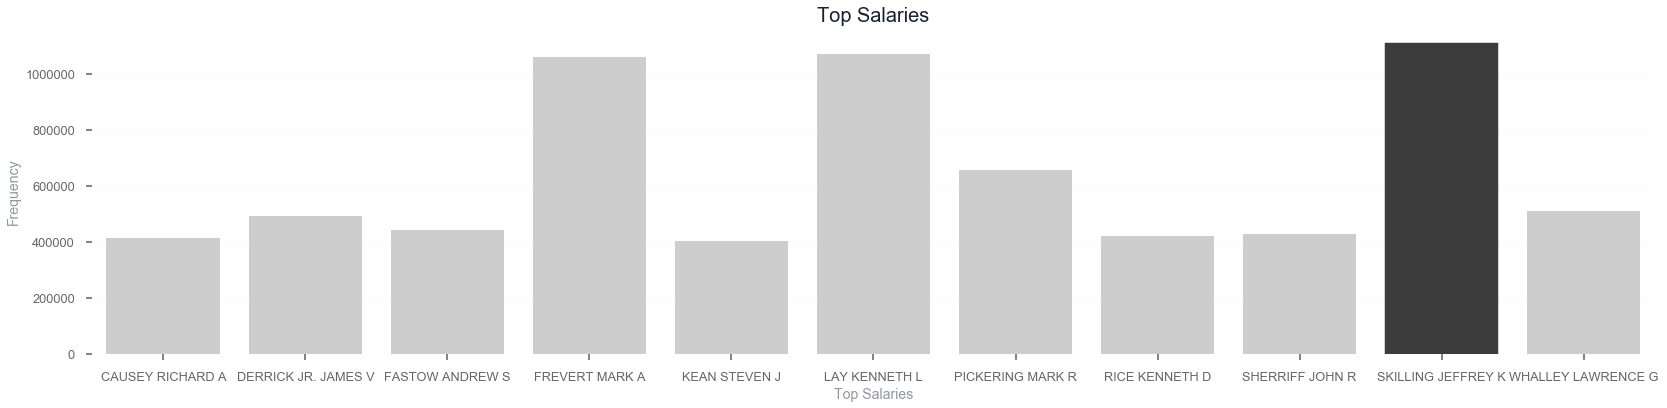 Top Salaries
1000000
800000
600000
400000
200000
0
Frequency
CAUSEY RICHARD A DERRICK JR. JAMES V FASTOW ANDREW S FREVERT MARK A KEAN STEVEN J LAY KENNETH L PICKERING MARK R RICE KENNETH D SHERRIFF JOHN R SKILLING JEFFREY K WHALLEY LAWRENCE G
Top Salaries